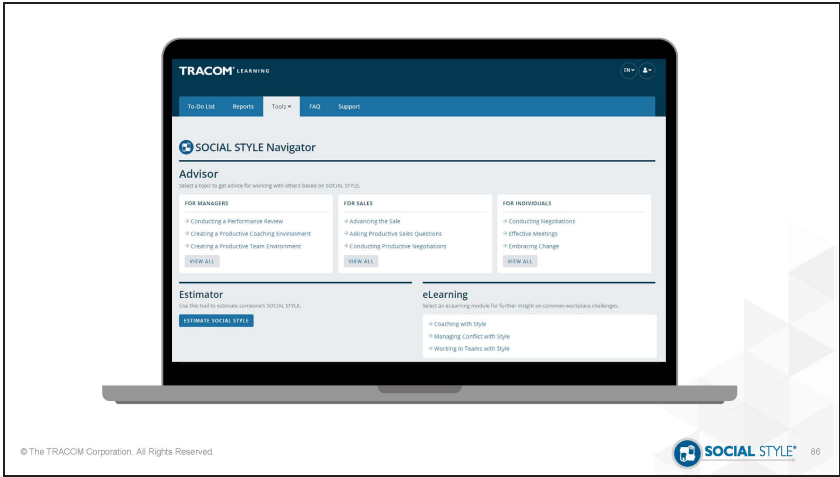 TRACOM® LEARNING
EN
To-Do List Reports Tools FAQ Support
SOCIAL STYLE Navigator
Advisor
Select a topic to get advice for working with others based on SOCIAL STYLE.
FOR MANAGERS
→ Conducting a Performance Review
→ Creating a Productive Coaching Environment
→ Creating a Productive Team Environment
VIEW ALL
FOR SALES
→ Advancing the Sale
→ Asking Productive Sales Questions
→ Conducting Productive Negotiations
VIEW ALL
FOR INDIVIDUALS
→ Conducting Negotiations
→ Effective Meetings
→ Embracing Change
VIEW ALL
Estimator
Use this tool to estimate someone's SOCIAL STYLE.
ESTIMATE SOCIAL STYLE
eLearning
Select an eLearning module for further insight on common workplace challenges.
→ Coaching with Style
→ Managing Conflict with Style
→ Working in Teams with Style
© The TRACOM Corporation. All Rights Reserved.
SOCIAL STYLE®
86